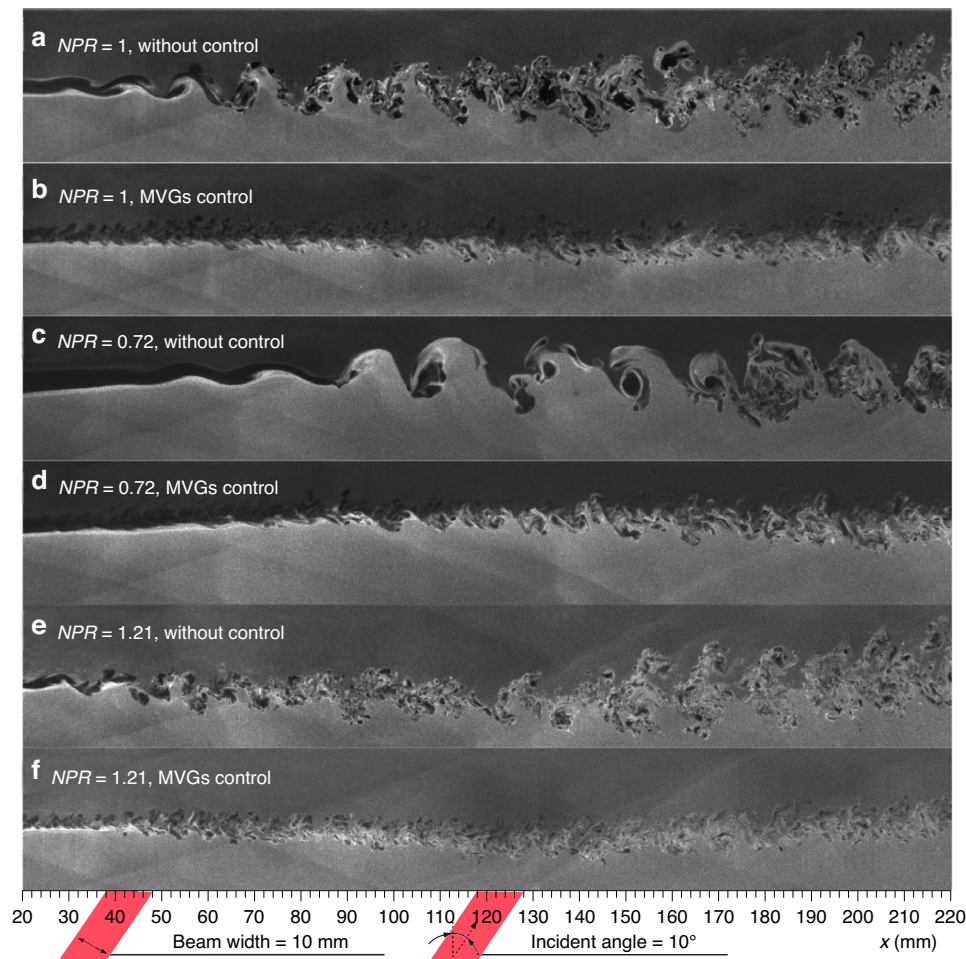 a NPR = 1, without control
b NPR = 1, MVGs control
c NPR = 0.72, without control
d NPR = 0.72, MVGs control
e NPR = 1.21, without control
f NPR = 1.21, MVGs control
20 30 40 50 60 70 80 90 100 110 120 130 140 150 160 170 180 190 200 210 220
Beam width = 10 mm Incident angle = 10° x (mm)